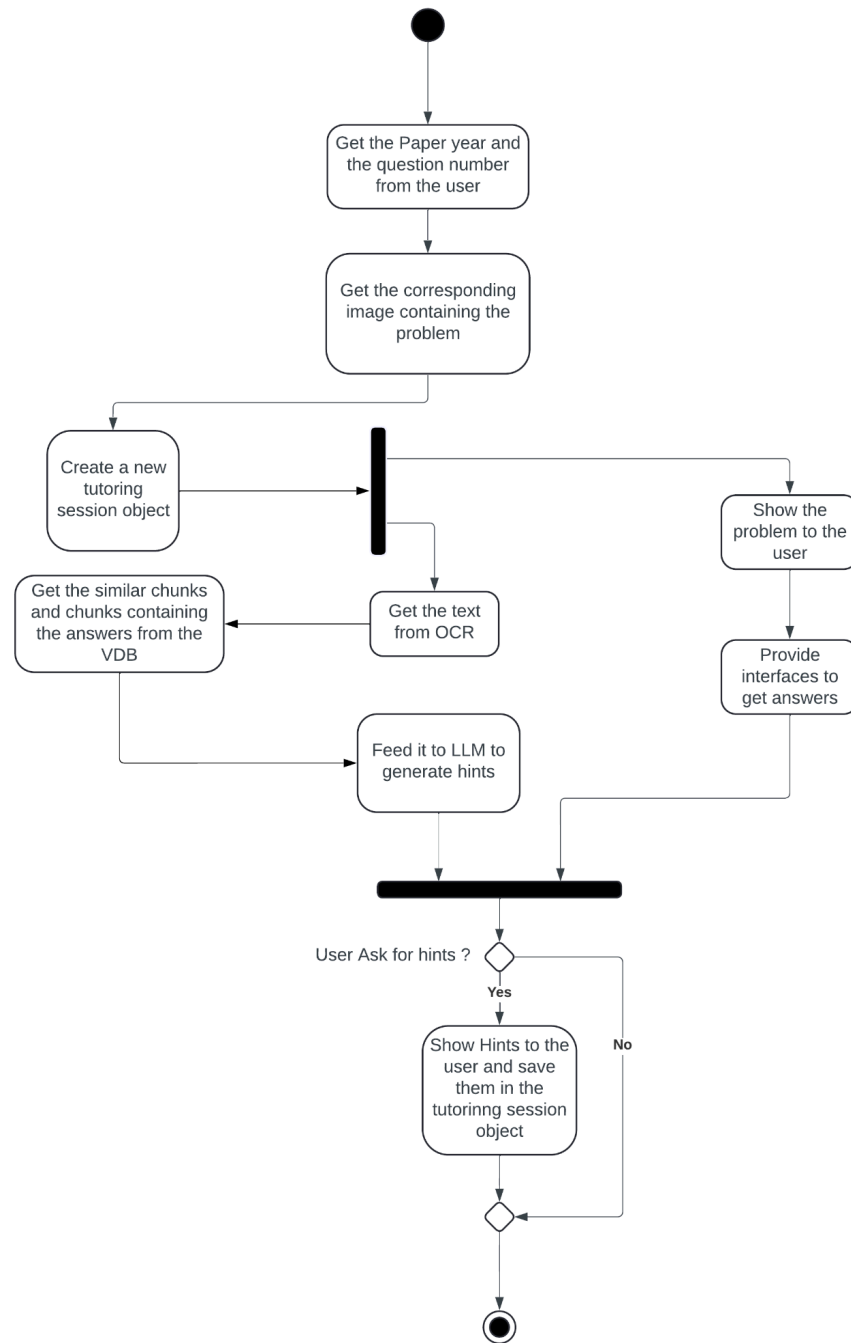 Get the Paper year and
the question number
from the user
Get the corresponding
image containing the
problem
Create a new
tutoring
session object
Show the
problem to the
user
Get the similar chunks
and chunks containing
the answers from the
VDB
Get the text
from OCR
Provide
interfaces to
get answers
Feed it to LLM to
generate hints
User Ask for hints ?
Yes
No
Show Hints to the
user and save
them in the
tutorinng session
object